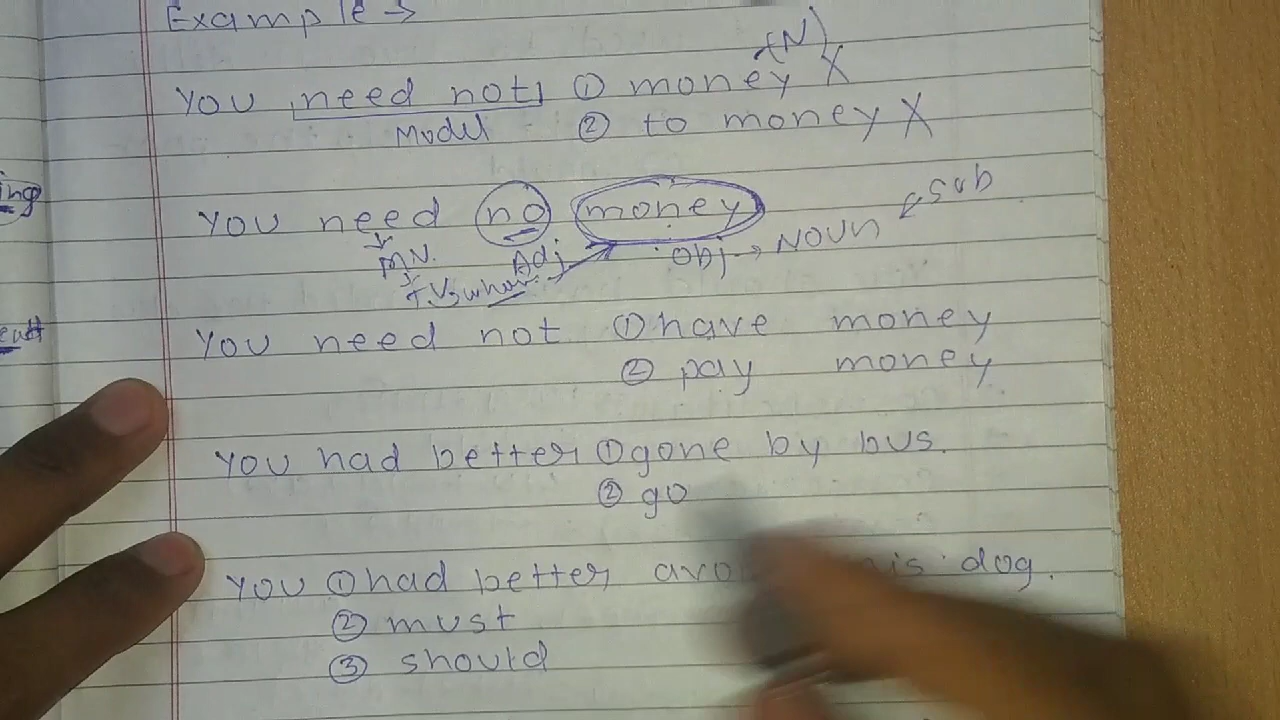 Example →
(N)
You need not ① money X
Model ② to money X
ing
You need no money
← Sub
M.V. Adj Obj → Noun
T.V.
You need not ① have money
② pay money
You had better ① gone by bus.
② go
You ① had better dog.
② must
③ should